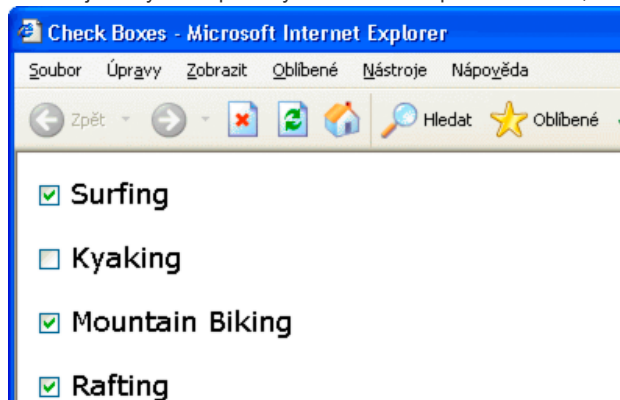 Check Boxes - Microsoft Internet Explorer
Soubor Úpravy Zobrazit Oblíbené Nástroje Nápověda
Zpět Hledat Oblíbené
Surfing
Kyaking
Mountain Biking
Rafting